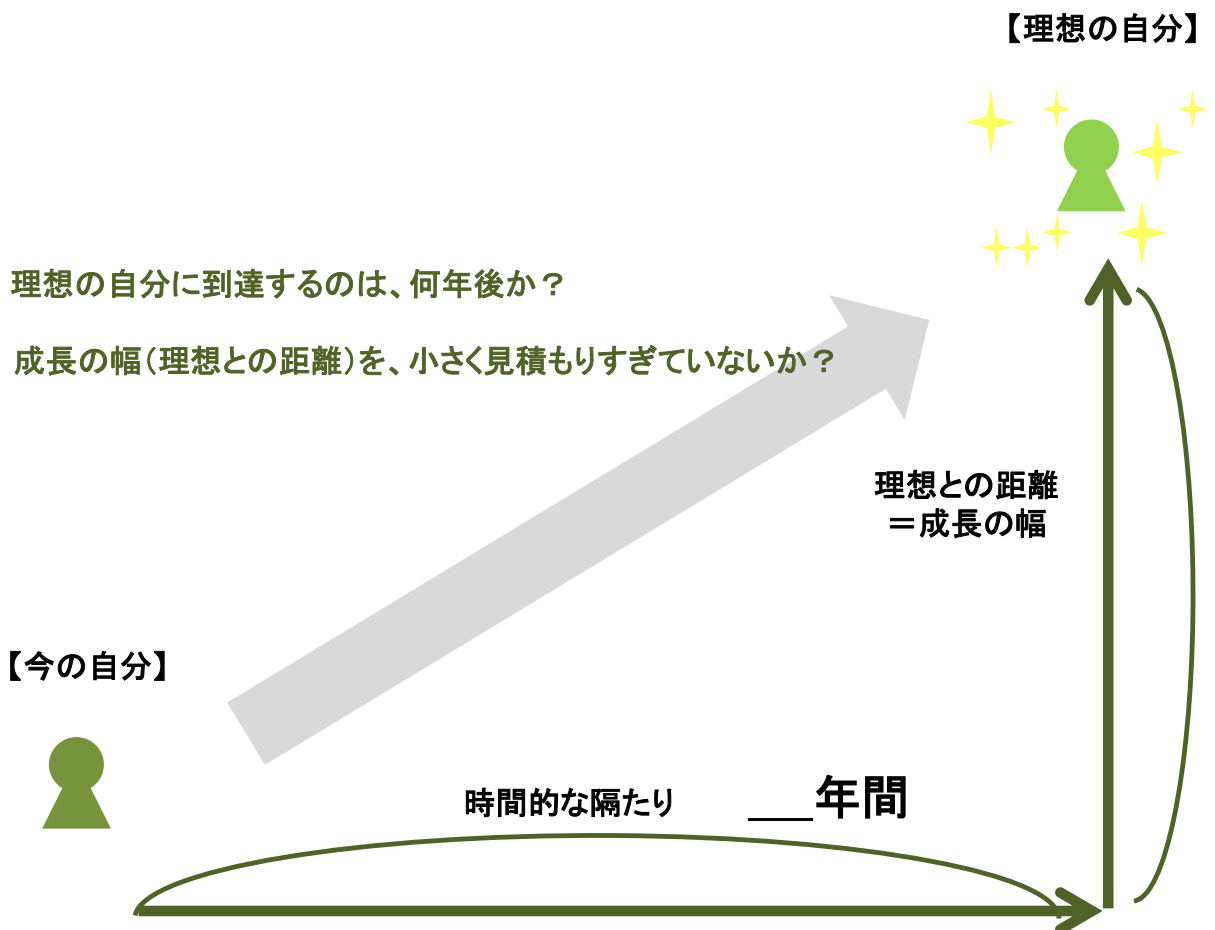 【理想の自分】
理想の自分に到達するのは、何年後か？
成長の幅（理想との距離）を、小さく見積もりすぎていないか？
理想との距離
＝成長の幅
【今の自分】
時間的な隔たり　　___年間